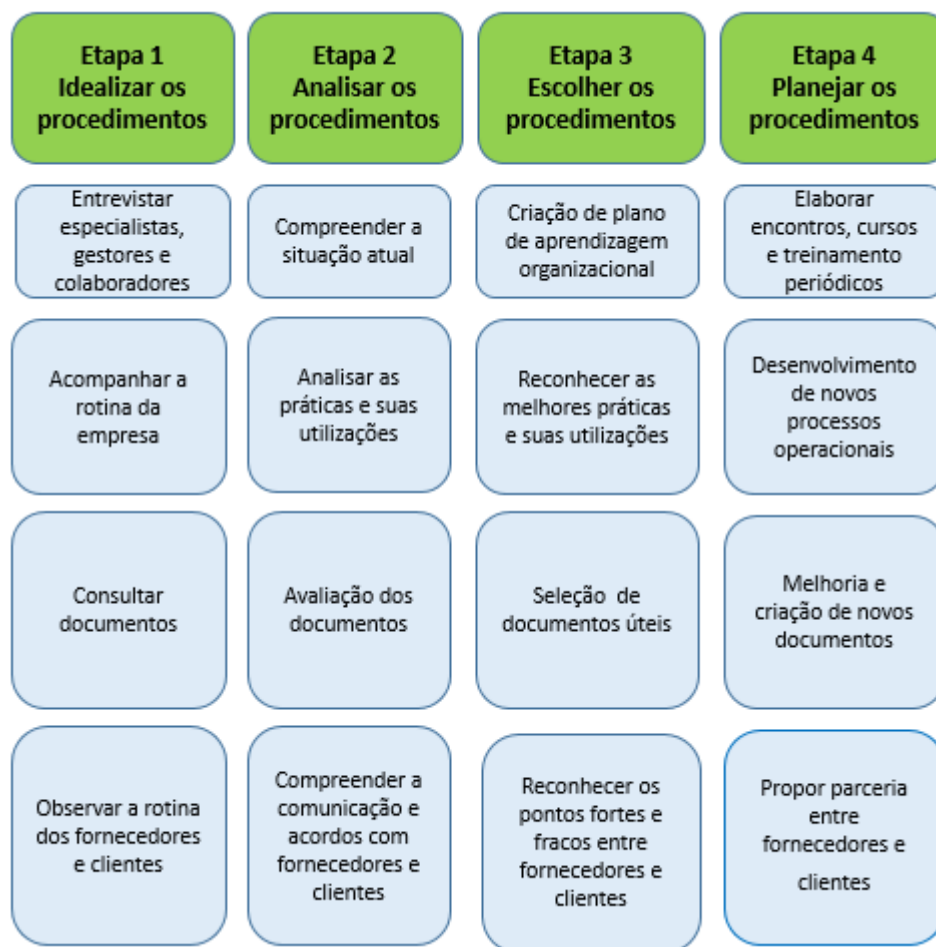 Etapa 1
Idealizar os
procedimentos
Etapa 2
Analisar os
procedimentos
Etapa 3
Escolher os
procedimentos
Etapa 4
Planejar os
procedimentos
Entrevistar
especialistas,
gestores e
colaboradores
Compreender a
situação atual
Criação de plano
de aprendizagem
organizacional
Elaborar
encontros, cursos
e treinamento
periódicos
Acompanhar a
rotina da
empresa
Analisar as
práticas e suas
utilizações
Reconhecer as
melhores práticas
e suas utilizações
Desenvolvimento
de novos
processos
operacionais
Consultar
documentos
Avaliação dos
documentos
Seleção de
documentos úteis
Melhoria e
criação de novos
documentos
Observar a rotina
dos fornecedores
e clientes
Compreender a
comunicação e
acordos com
fornecedores e
clientes
Reconhecer os
pontos fortes e
fracos entre
fornecedores e
clientes
Propor parceria
entre
fornecedores e
clientes